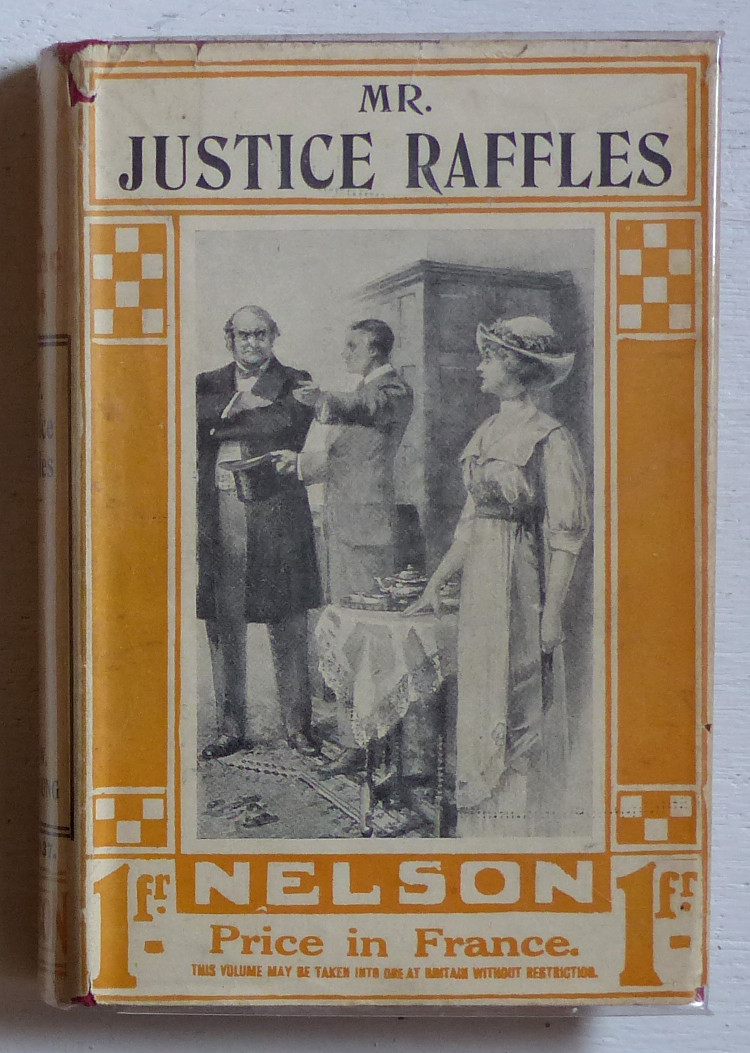 MR.
JUSTICE RAFFLES
1fr.
NELSON
1fr.
Price in France.
THIS VOLUME MAY BE TAKEN INTO GREAT BRITAIN WITHOUT RESTRICTION.